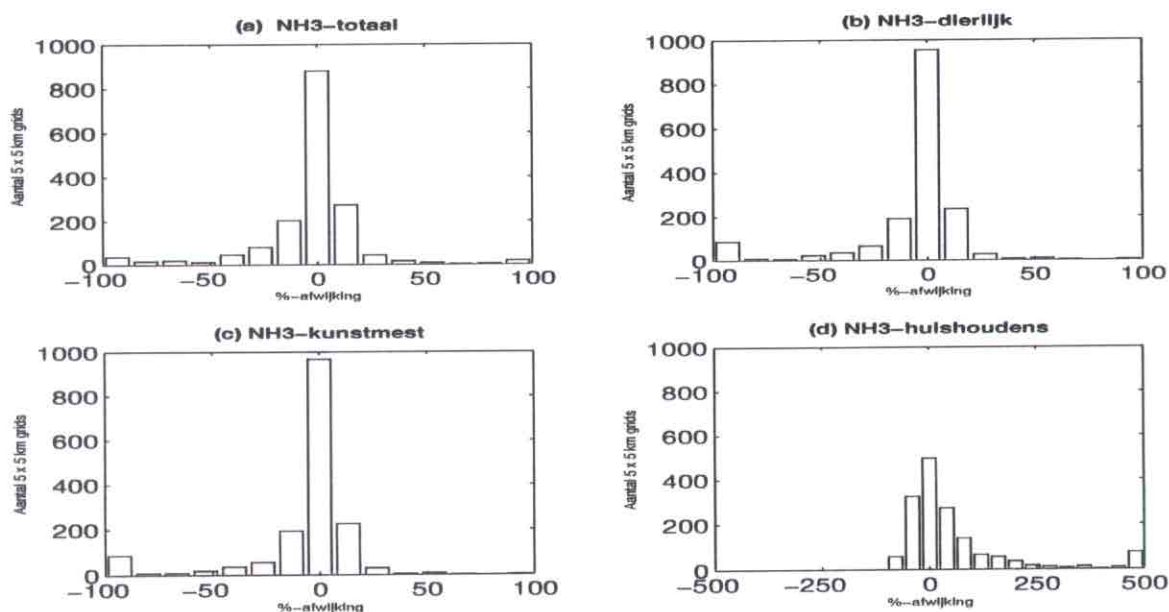 (a) NH3-totaal
1000
800
600
400
200
0
Aantal 5 x 5 km grids
-100 -50 0 50 100
%-afwijking
(b) NH3-dierlijk
1000
800
600
400
200
0
Aantal 5 x 5 km grids
-100 -50 0 50 100
%-afwijking
(c) NH3-kunstmest
1000
800
600
400
200
0
Aantal 5 x 5 km grids
-100 -50 0 50 100
%-afwijking
(d) NH3-huishoudens
1000
800
600
400
200
0
Aantal 5 x 5 km grids
-500 -250 0 250 500
%-afwijking